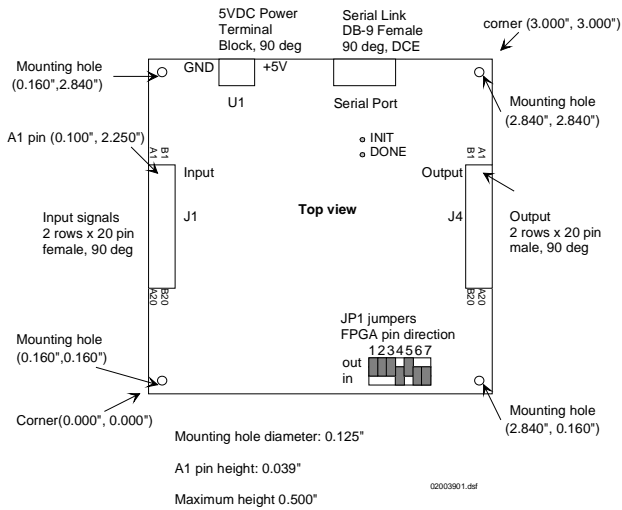 5VDC Power
Terminal
Block, 90 deg
Serial Link
DB-9 Female
90 deg, DCE
corner (3.000", 3.000")
Mounting hole
(0.160",2.840")
GND
+5V
U1
Serial Port
Mounting hole
(2.840", 2.840")
A1 pin (0.100", 2.250")
A1
B1
INIT
DONE
B1
A1
Input
Output
Input signals
2 rows x 20 pin
female, 90 deg
J1
Top view
J4
Output
2 rows x 20 pin
male, 90 deg
A20
B20
B20
A20
JP1 jumpers
FPGA pin direction
1234567
out
in
Mounting hole
(0.160",0.160")
Corner(0.000", 0.000")
Mounting hole
(2.840", 0.160")
Mounting hole diameter: 0.125"
A1 pin height: 0.039"
Maximum height 0.500"
02003901.dsf